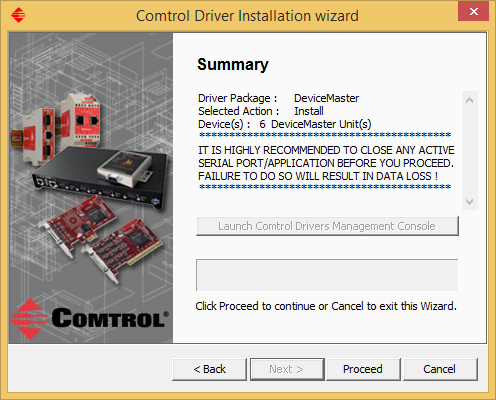 Comtrol Driver Installation wizard
Summary
Driver Package : DeviceMaster
Selected Action : Install
Device(s) : 6 DeviceMaster Unit(s)
**********************************************
IT IS HIGHLY RECOMMENDED TO CLOSE ANY ACTIVE
SERIAL PORT/APPLICATION BEFORE YOU PROCEED.
FAILURE TO DO SO WILL RESULT IN DATA LOSS !
**********************************************
Launch Comtrol Drivers Management Console
Click Proceed to continue or Cancel to exit this Wizard.
COMTROL®
< Back Next > Proceed Cancel